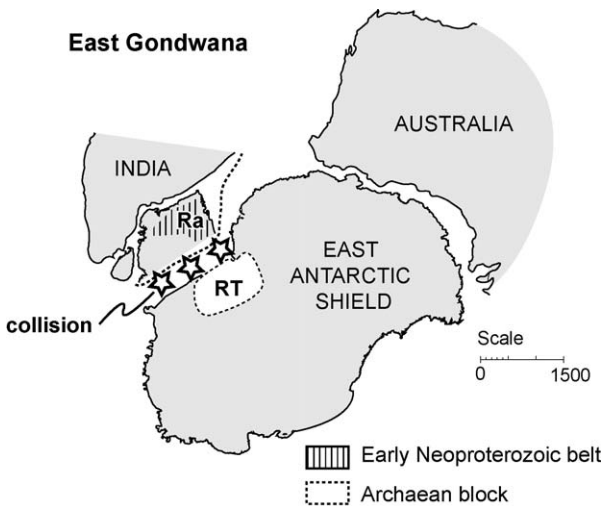 East Gondwana
AUSTRALIA
INDIA
Ra
EAST
ANTARCTIC
SHIELD
RT
collision
Scale
0 1500
Early Neoproterozoic belt
Archaean block